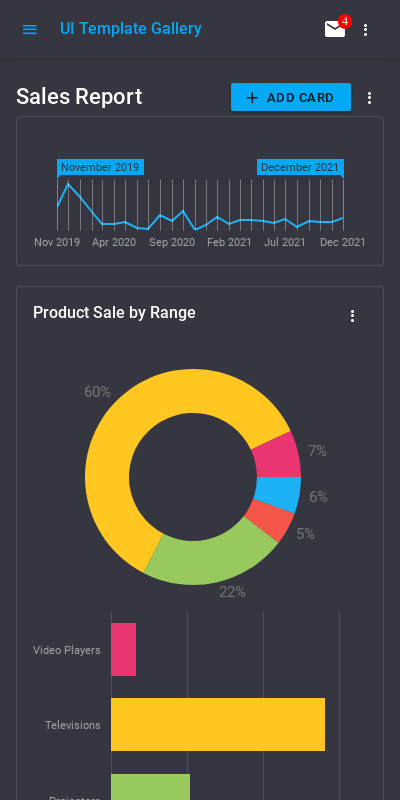 UI Template Gallery
4
Sales Report
ADD CARD
November 2019
December 2021
Nov 2019 Apr 2020 Sep 2020 Feb 2021 Jul 2021 Dec 2021
Product Sale by Range
60%
7%
6%
5%
22%
Video Players
Televisions
Projectors